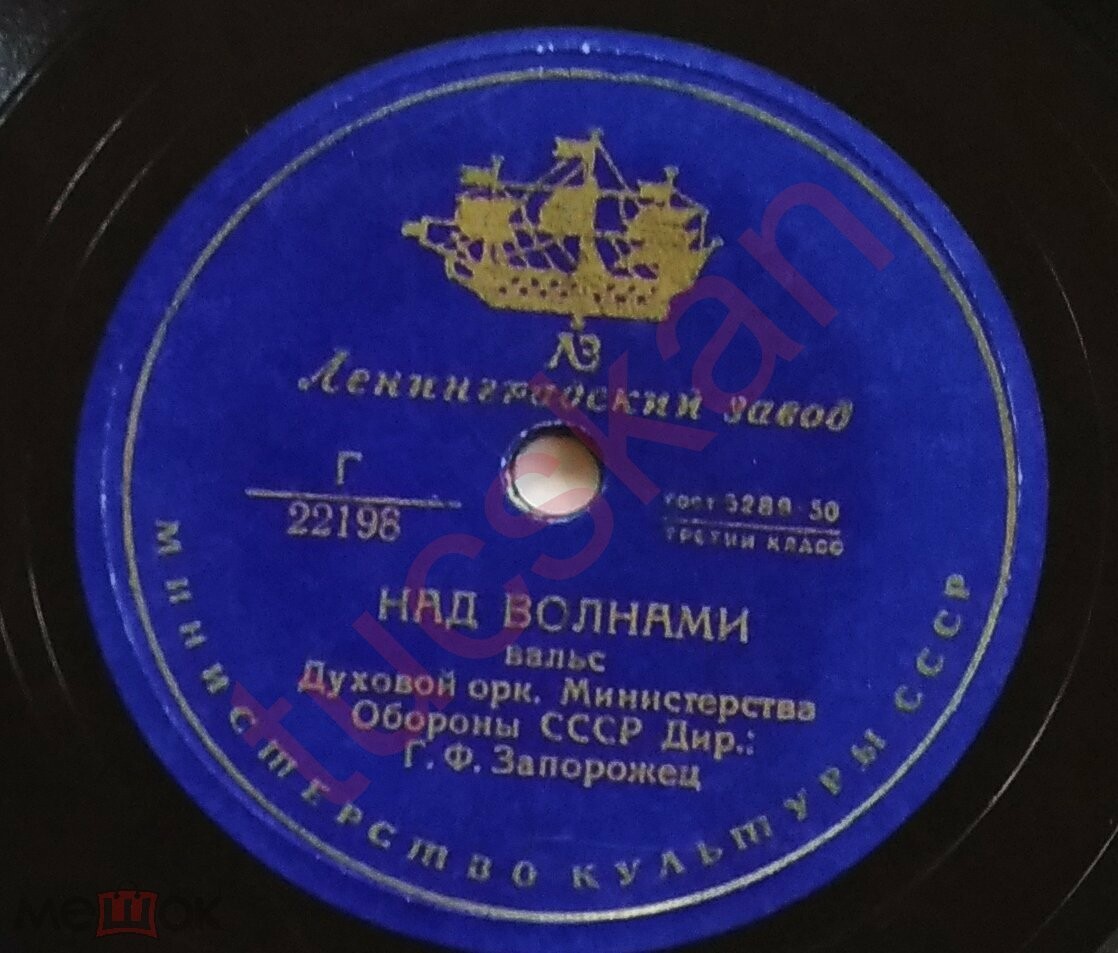 ЛЗ
Ленинградский завод
Г
22198
ГОСТ 5289-50
ТРЕТИЙ КЛАСС
НАД ВОЛНАМИ
вальс
Духовой орк. Министерства
Обороны СССР Дир.:
Г. Ф. Запорожец
МИНИСТЕРСТВО КУЛЬТУРЫ СССР
tucskan
мешок